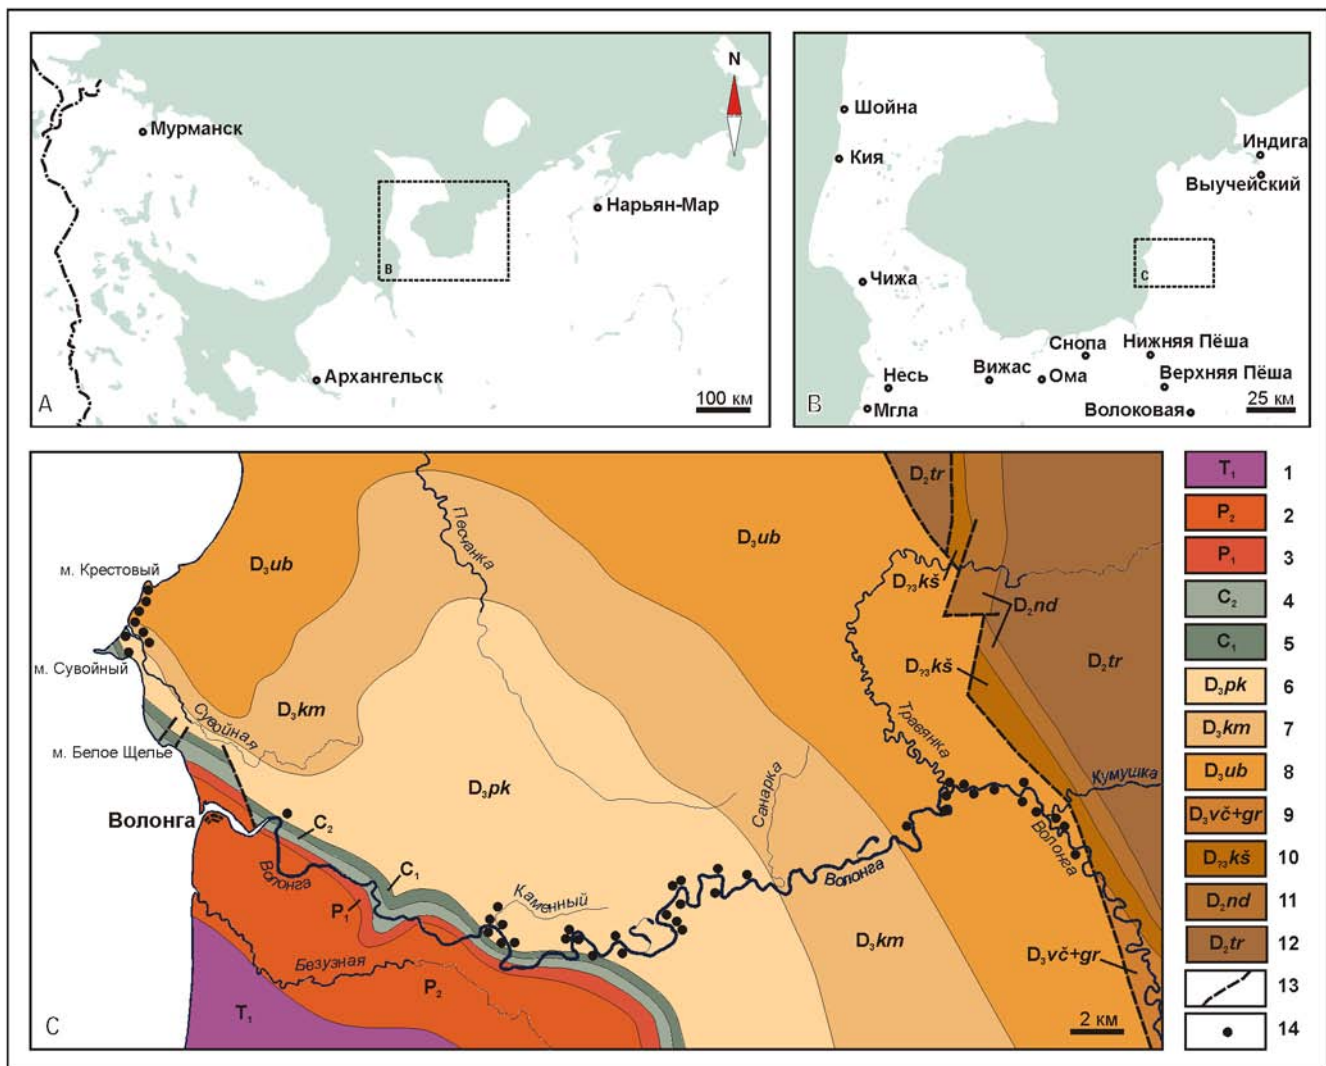 N
Мурманск
Нарьян-Мар
B
Архангельск
A
100 км
Шойна
Кия
Индига
Выучейский
C
Чижа
Снопа
Нижняя Пёша
Вижас
Ома
Верхняя Пёша
Несь
Мгла
Волоковая
B
25 км
D₂tr
Песчанка
D₃ub
D₃ub
м. Крестовый
D?₃kš
D₂nd
м. Сувойный
D?₃kš
D₂tr
D₃km
Сувойная
Травянка
м. Белое Щелье
Кумушка
D₃pk
Санарка
Волонга
C₂
Волонга
Волонга
Волонга
C₁
P₁
Каменный
D₃km
D₃vč+gr
Безузная
P₂
T₁
C
2 км
T₁ 1
P₂ 2
P₁ 3
C₂ 4
C₁ 5
D₃pk 6
D₃km 7
D₃ub 8
D₃vč+gr 9
D?₃kš 10
D₂nd 11
D₂tr 12
13
14